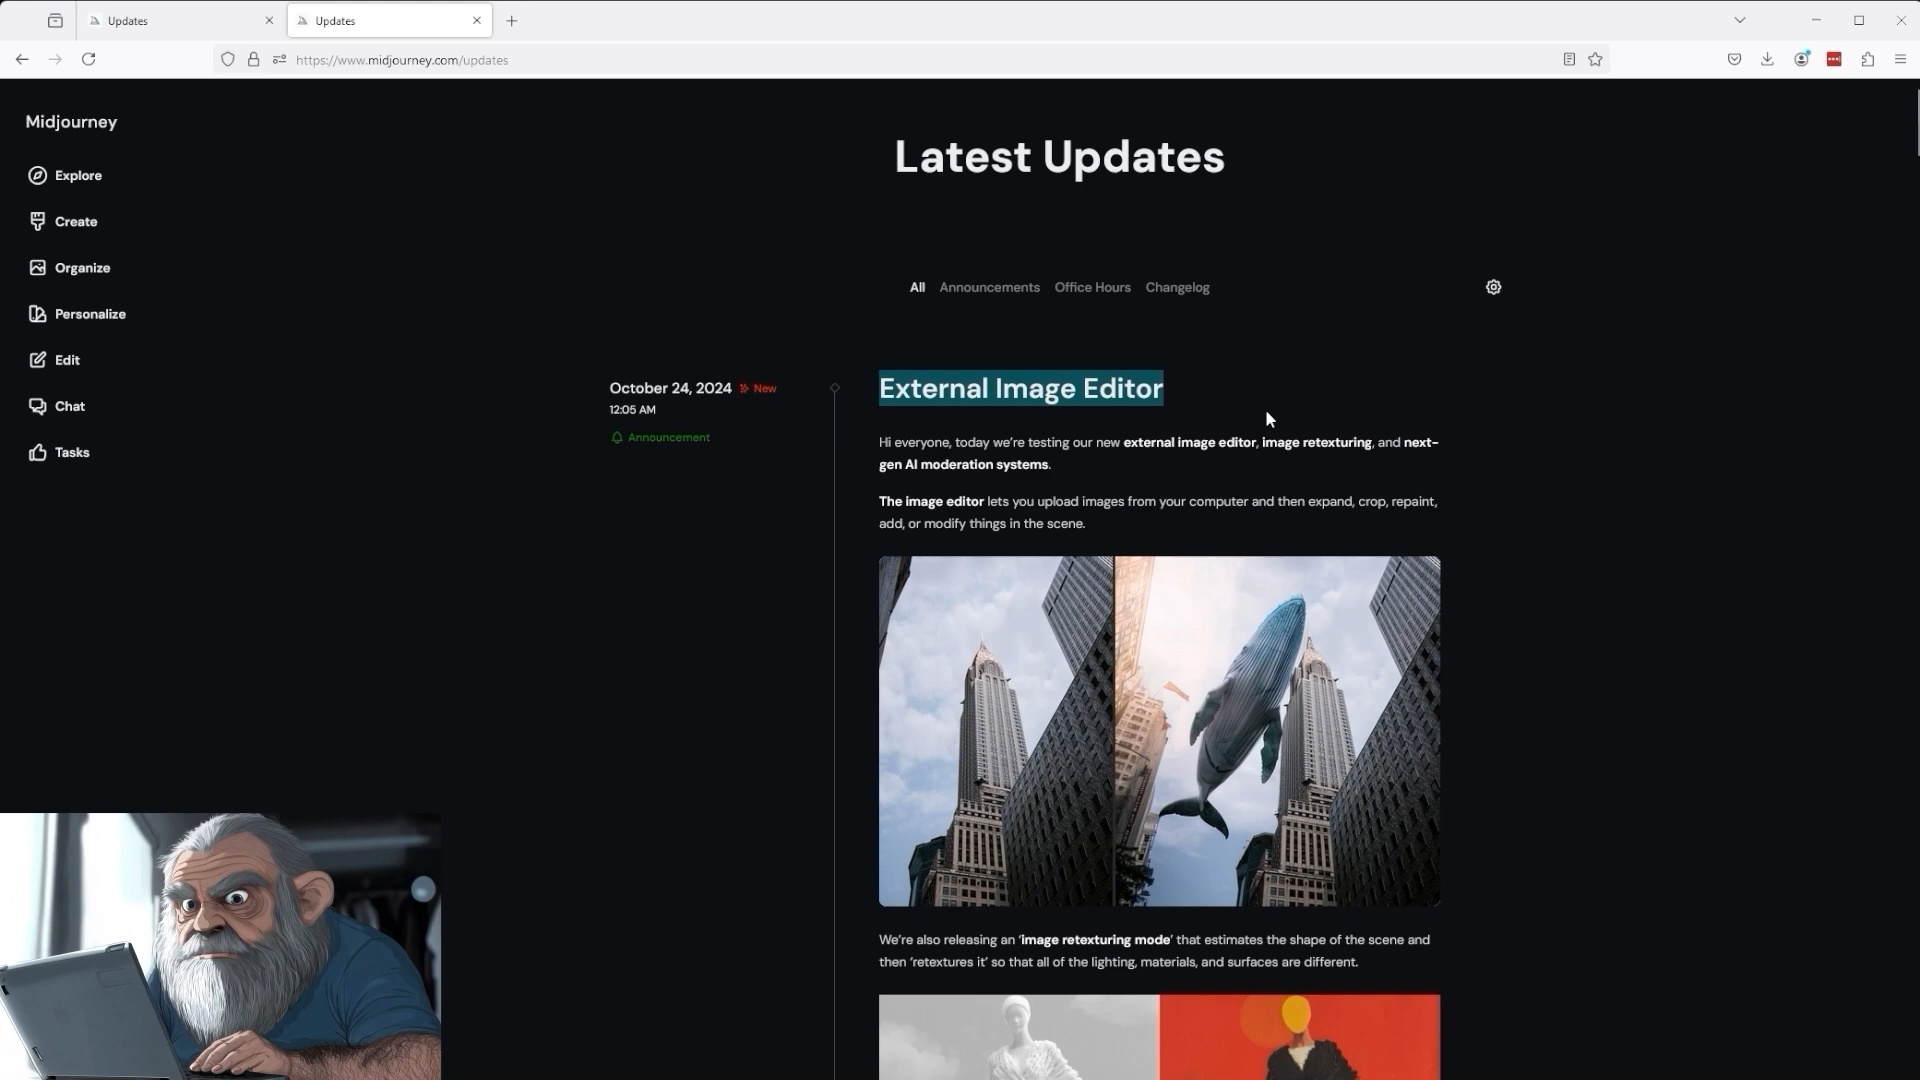 Updates
Updates
https://www.midjourney.com/updates
Midjourney
Explore
Create
Organize
Personalize
Edit
Chat
Tasks
Latest Updates
All Announcements Office Hours Changelog
October 24, 2024 New
12:05 AM
Announcement
External Image Editor
Hi everyone, today we're testing our new external image editor, image retexturing, and next-
gen AI moderation systems.
The image editor lets you upload images from your computer and then expand, crop, repaint,
add, or modify things in the scene.
We're also releasing an 'image retexturing mode' that estimates the shape of the scene and
then 'retextures it' so that all of the lighting, materials, and surfaces are different.